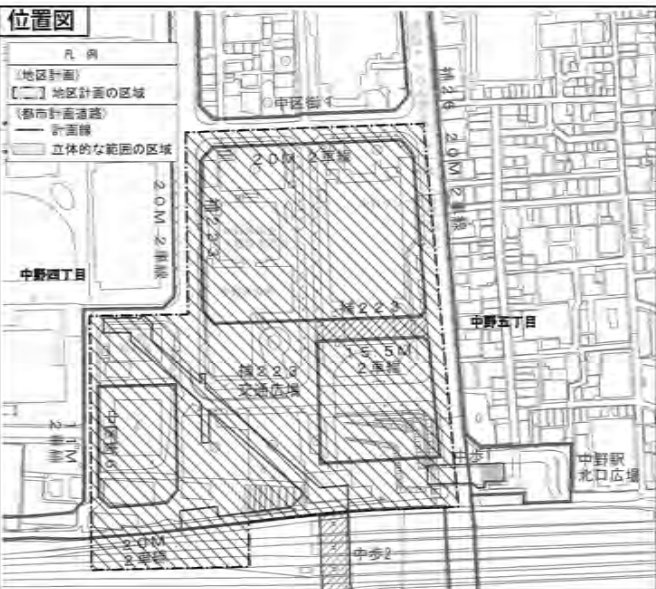 位置図
凡例
(地区計画)
地区計画の区域
(都市計画道路)
計画線
立体的な範囲の区域
中区街4
補26 20M 2車線
20M 2車線
補223
20M 2車線
中野四丁目
補223
中野五丁目
15.5M
2車線
補223
交通広場
中区街6
11M
2車線
中歩1
中野駅
北口広場
20M
2車線
中歩2